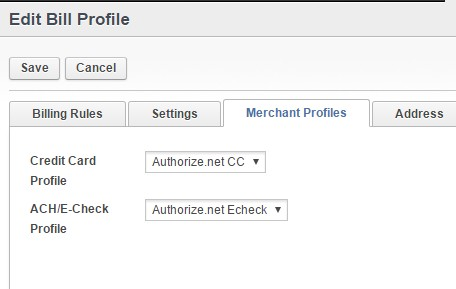 Edit Bill Profile
Save Cancel
Billing Rules Settings Merchant Profiles Address
Credit Card Authorize.net CC
Profile
ACH/E-Check Authorize.net Echeck
Profile